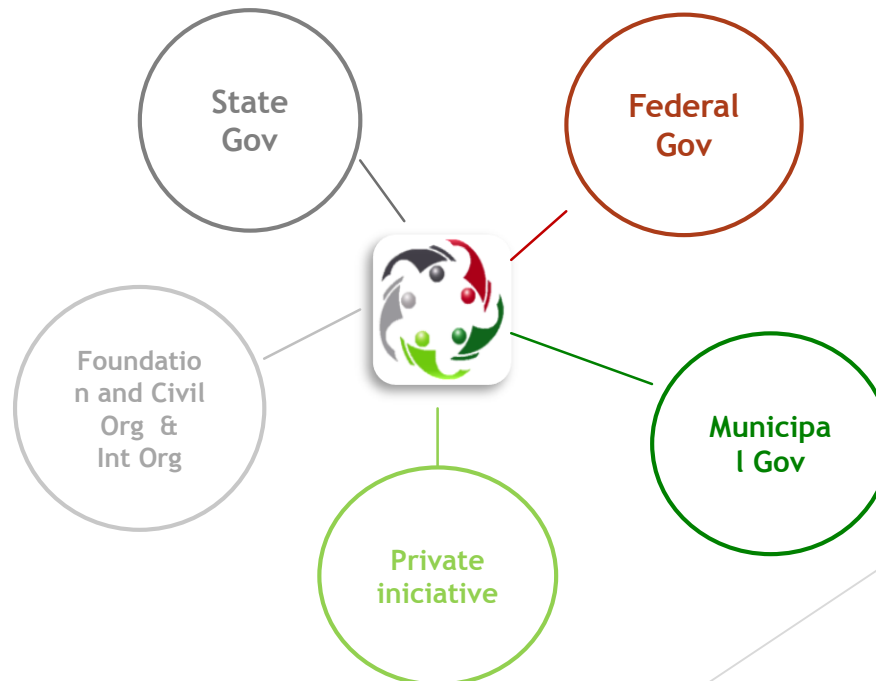 State
Gov
Federal
Gov
Foundatio
n and Civil
Org & 
Int Org
Municipa
l Gov
Private
iniciative